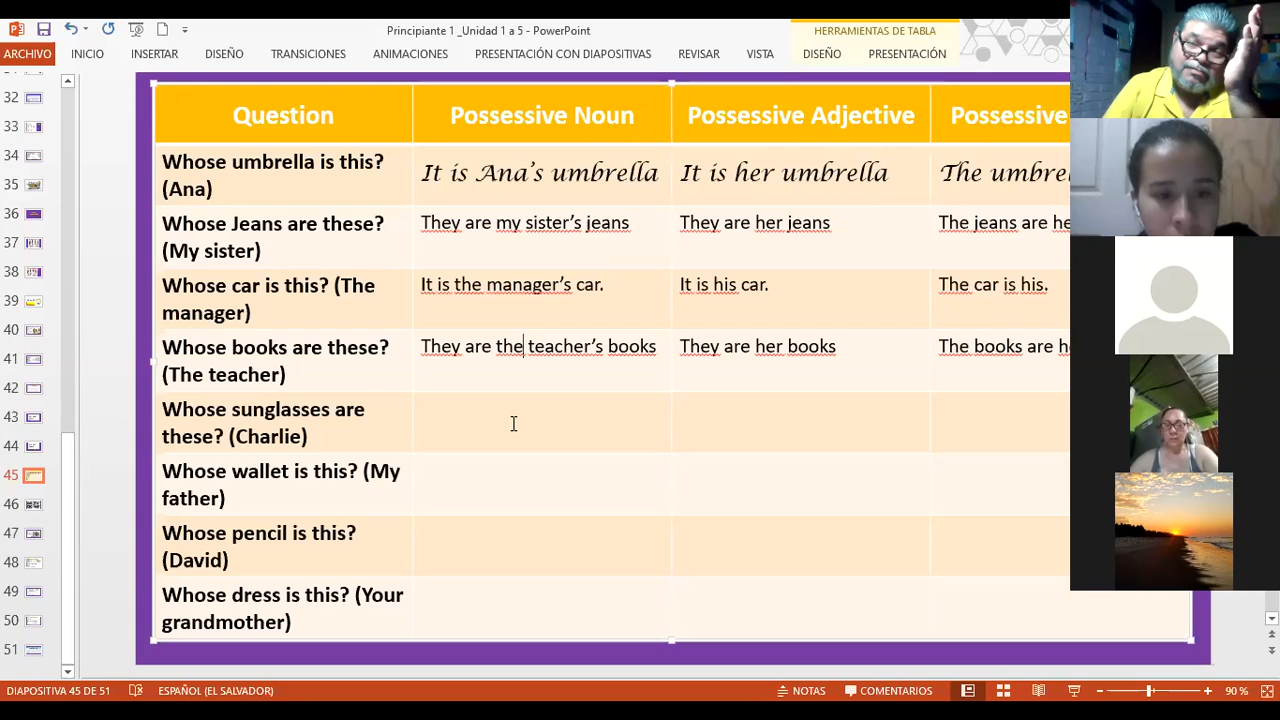 Principiante 1 _Unidad 1 a 5 - PowerPoint
HERRAMIENTAS DE TABLA
ARCHIVO INICIO INSERTAR DISEÑO TRANSICIONES ANIMACIONES PRESENTACIÓN CON DIAPOSITIVAS REVISAR VISTA DISEÑO PRESENTACIÓN
32
33
34
35
36
37
38
39
40
41
42
43
44
45
46
47
48
49
50
51
Question Possessive Noun Possessive Adjective Possessive
Whose umbrella is this?
(Ana)
It is Ana's umbrella
It is her umbrella
The
Whose Jeans are these?
(My sister)
They are my sister's jeans
They are her jeans
The jeans are
Whose car is this? (The
manager)
It is the manager's car.
It is his car.
The car is his.
Whose books are these?
(The teacher)
They are the teacher's books
They are her books
The books are
Whose sunglasses are
these? (Charlie)
Whose wallet is this? (My
father)
Whose pencil is this?
(David)
Whose dress is this? (Your
grandmother)
DIAPOSITIVA 45 DE 51 ESPAÑOL (EL SALVADOR) NOTAS COMENTARIOS 90 %